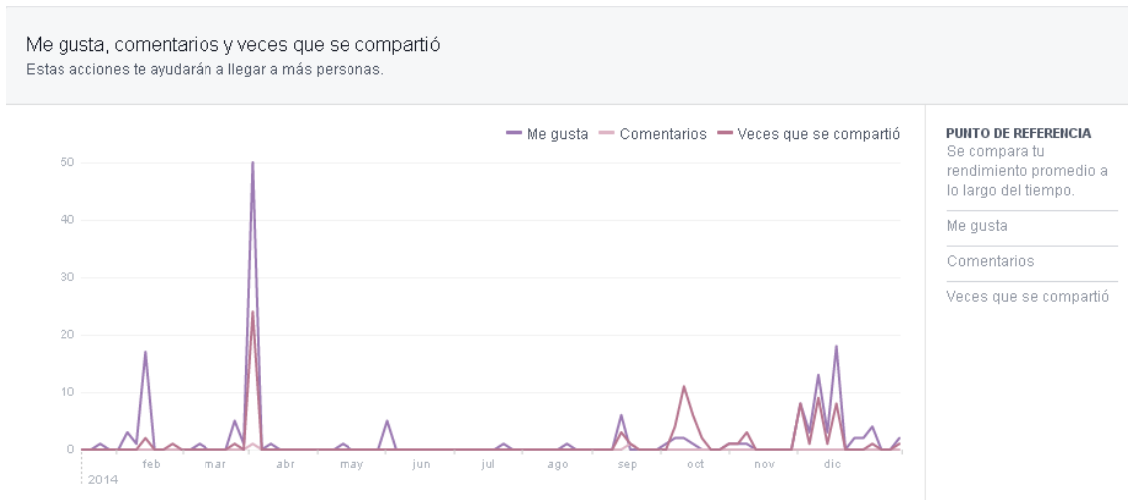 Me gusta, comentarios y veces que se compartió
Estas acciones te ayudarán a llegar a más personas.
Me gusta Comentarios Veces que se compartió
50
40
30
20
10
0
feb mar abr may jun jul ago sep oct nov dic
2014
PUNTO DE REFERENCIA
Se compara tu
rendimiento promedio a
lo largo del tiempo.
Me gusta
Comentarios
Veces que se compartió